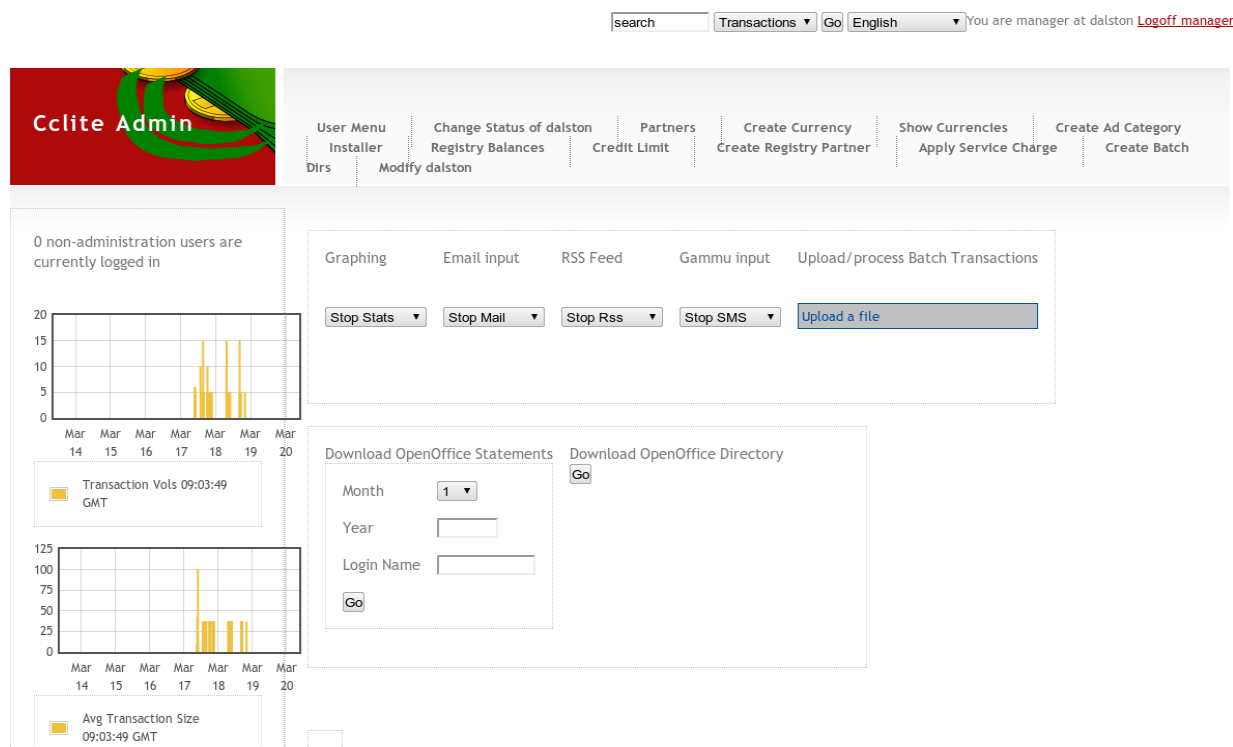 search Transactions Go English You are manager at dalston Logoff manager
Cclite Admin
User Menu Change Status of dalston Partners Create Currency Show Currencies Create Ad Category
Installer Registry Balances Credit Limit Create Registry Partner Apply Service Charge Create Batch
Dirs Modify dalston
0 non-administration users are
currently logged in
20
15
10
5
0
Mar Mar Mar Mar Mar Mar Mar
14 15 16 17 18 19 20
Transaction Vols 09:03:49
GMT
125
100
75
50
25
0
Mar Mar Mar Mar Mar Mar Mar
14 15 16 17 18 19 20
Avg Transaction Size
09:03:49 GMT
Graphing Email input RSS Feed Gammu input Upload/process Batch Transactions
Stop Stats Stop Mail Stop Rss Stop SMS Upload a file
Download OpenOffice Statements Download OpenOffice Directory
Go
Month 1
Year
Login Name
Go